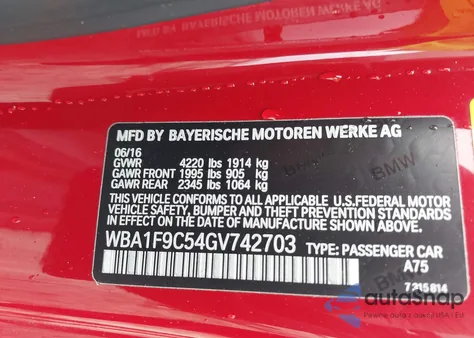 MFD BY BAYERISCHE MOTOREN WERKE AG
06/16
GVWR 4220 lbs 1914 kg
GAWR FRONT 1995 lbs 905 kg
GAWR REAR 2345 lbs 1064 kg
THIS VEHICLE CONFORMS TO ALL APPLICABLE U.S.FEDERAL MOTOR
VEHICLE SAFETY, BUMPER, AND THEFT PREVENTION STANDARDS
IN EFFECT ON THE DATE OF MANUFACTURE SHOWN ABOVE.
WBA1F9C54GV742703 TYPE: PASSENGER CAR
A75
7215814
BMW
autoSnap